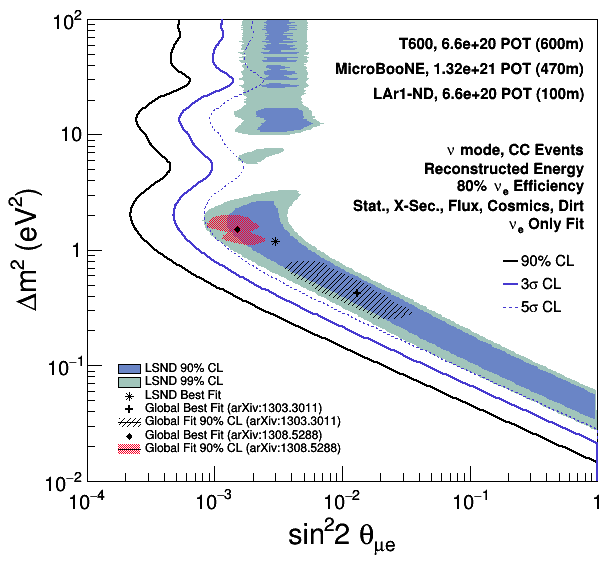 10²
10
1
10⁻¹
10⁻²
Δm² (eV²)
T600, 6.6e+20 POT (600m)
MicroBooNE, 1.32e+21 POT (470m)
LAr1-ND, 6.6e+20 POT (100m)
ν mode, CC Events
Reconstructed Energy
80% νₑ Efficiency
Stat., X-Sec., Flux, Cosmics, Dirt
νₑ Only Fit
90% CL
3σ CL
5σ CL
LSND 90% CL
LSND 99% CL
LSND Best Fit
Global Best Fit (arXiv:1303.3011)
Global Fit 90% CL (arXiv:1303.3011)
Global Best Fit (arXiv:1308.5288)
Global Fit 90% CL (arXiv:1308.5288)
10⁻⁴ 10⁻³ 10⁻² 10⁻¹ 1
sin²2 θμe